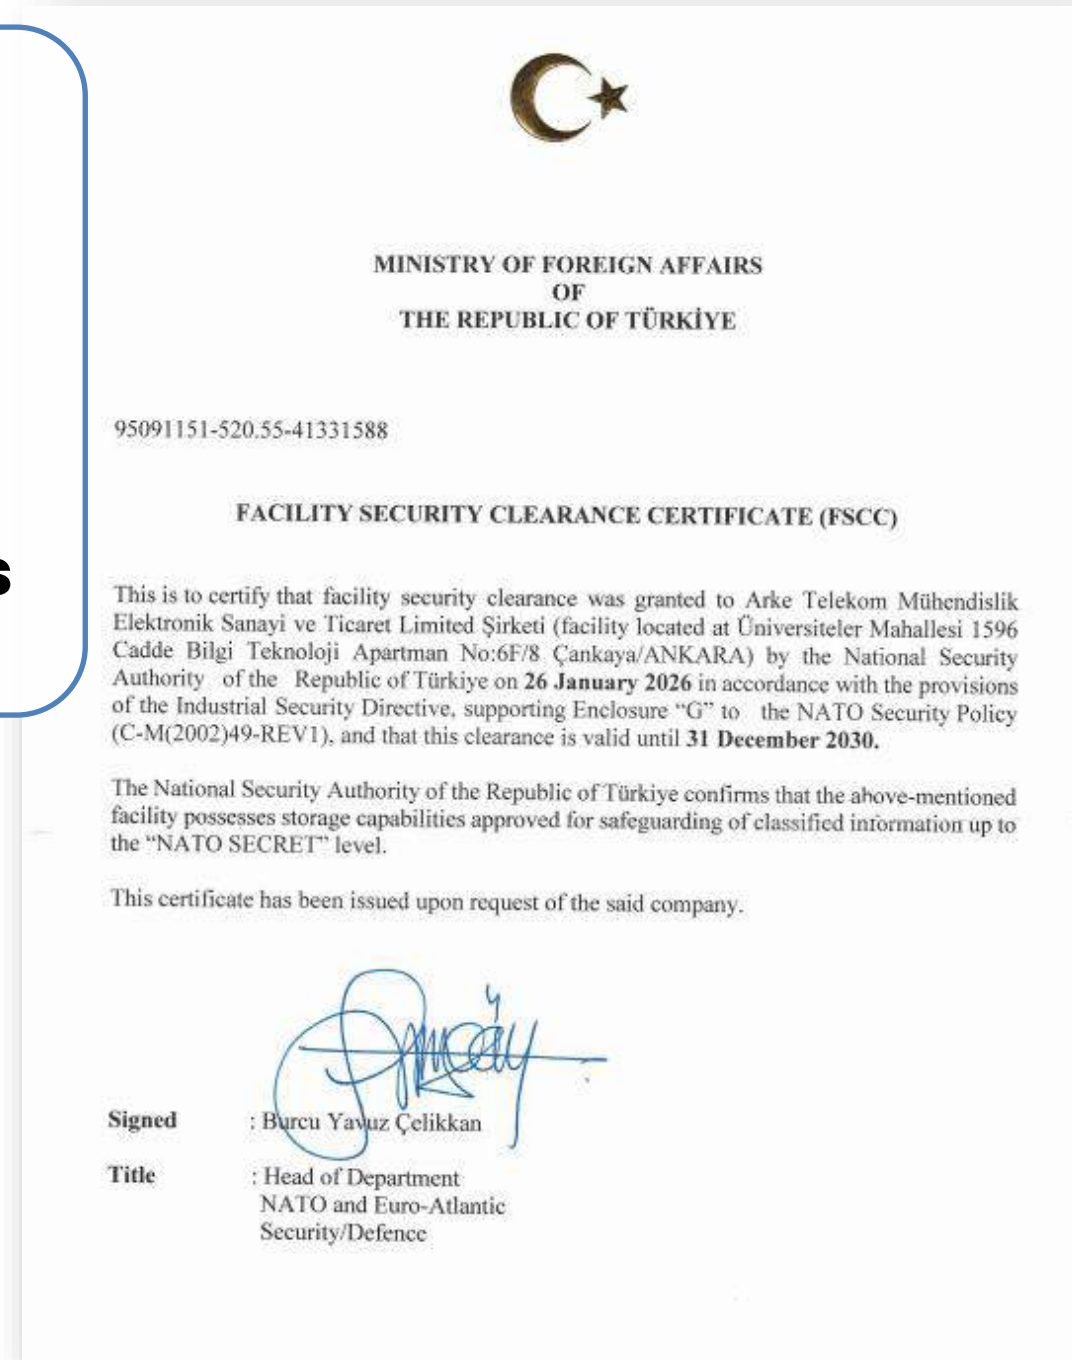 MINISTRY OF FOREIGN AFFAIRS
OF
THE REPUBLIC OF TÜRKİYE
95091151-520.55-41331588
FACILITY SECURITY CLEARANCE CERTIFICATE (FSCC)
s
This is to certify that facility security clearance was granted to Arke Telekom Mühendislik
Elektronik Sanayi ve Ticaret Limited Şirketi (facility located at Üniversiteler Mahallesi 1596
Cadde Bilgi Teknoloji Apartman No:6F/8 Çankaya/ANKARA) by the National Security
Authority of the Republic of Türkiye on 26 January 2026 in accordance with the provisions
of the Industrial Security Directive, supporting Enclosure “G” to the NATO Security Policy
(C-M(2002)49-REV1), and that this clearance is valid until 31 December 2030.
The National Security Authority of the Republic of Türkiye confirms that the above-mentioned
facility possesses storage capabilities approved for safeguarding of classified information up to
the “NATO SECRET” level.
This certificate has been issued upon request of the said company.
Signed : Burcu Yavuz Çelikkan
Title : Head of Department
NATO and Euro-Atlantic
Security/Defence